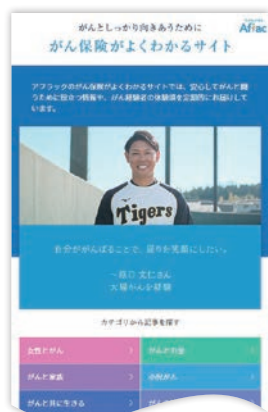 がんとしっかり向きあうために
Aflac
がん保険がよくわかるサイト
アフラックのがん保険がよくわかるサイトでは、安心してがんと闘
うために役立つ情報や、がん経験者の体験談を定期的にお届けして
います。
Tigers
自分ががんばることで、周りを笑顔にしたい。
原口 文仁さん
大腸がんを経験
カテゴリから記事を探す
女性とがん
がんとお金
がんと家族
小児がん
がんと共に生きる